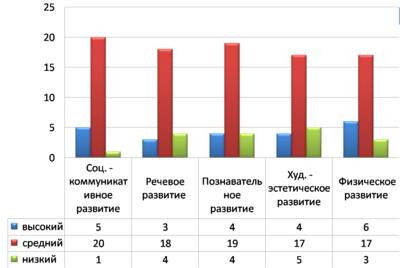 25
20
15
10
5
0
Соц. -
коммуникат
ивное
развитие
Речевое
развитие
Познаватель
ное
развитие
Худ. -
эстетическое
развитие
Физическое
развитие
высокий 5 3 4 4 6
средний 20 18 19 17 17
низкий 1 4 4 5 3